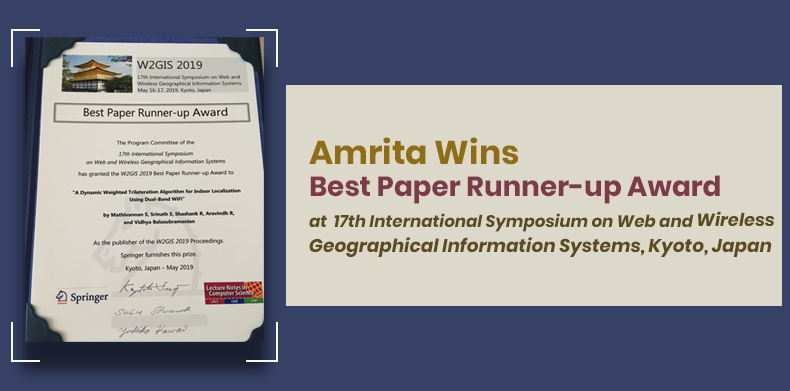 W2GIS 2019
17th International Symposium on Web and
Wireless Geographical Information Systems
May 16-17, 2019, Kyoto, Japan
Best Paper Runner-up Award
The Program Committee of the
17th International Symposium
on Web and Wireless Geographical Information Systems
has granted the W2GIS 2019 Best Paper Runner-up Award to
"A Dynamic Weighted Trilateration Algorithm for Indoor Localization
Using Dual-Band WiFi"
by Mathivannan S, Srinath S, Shashank R, Aravindh R,
and Vidhya Balasubramanian
As the publisher of the W2GIS 2019 Proceedings
Springer furnishes this prize.
Kyoto, Japan – May 2019
Springer
Lecture Notes in
Computer Science
Amrita Wins
Best Paper Runner-up Award
at 17th International Symposium on Web and Wireless
Geographical Information Systems, Kyoto, Japan